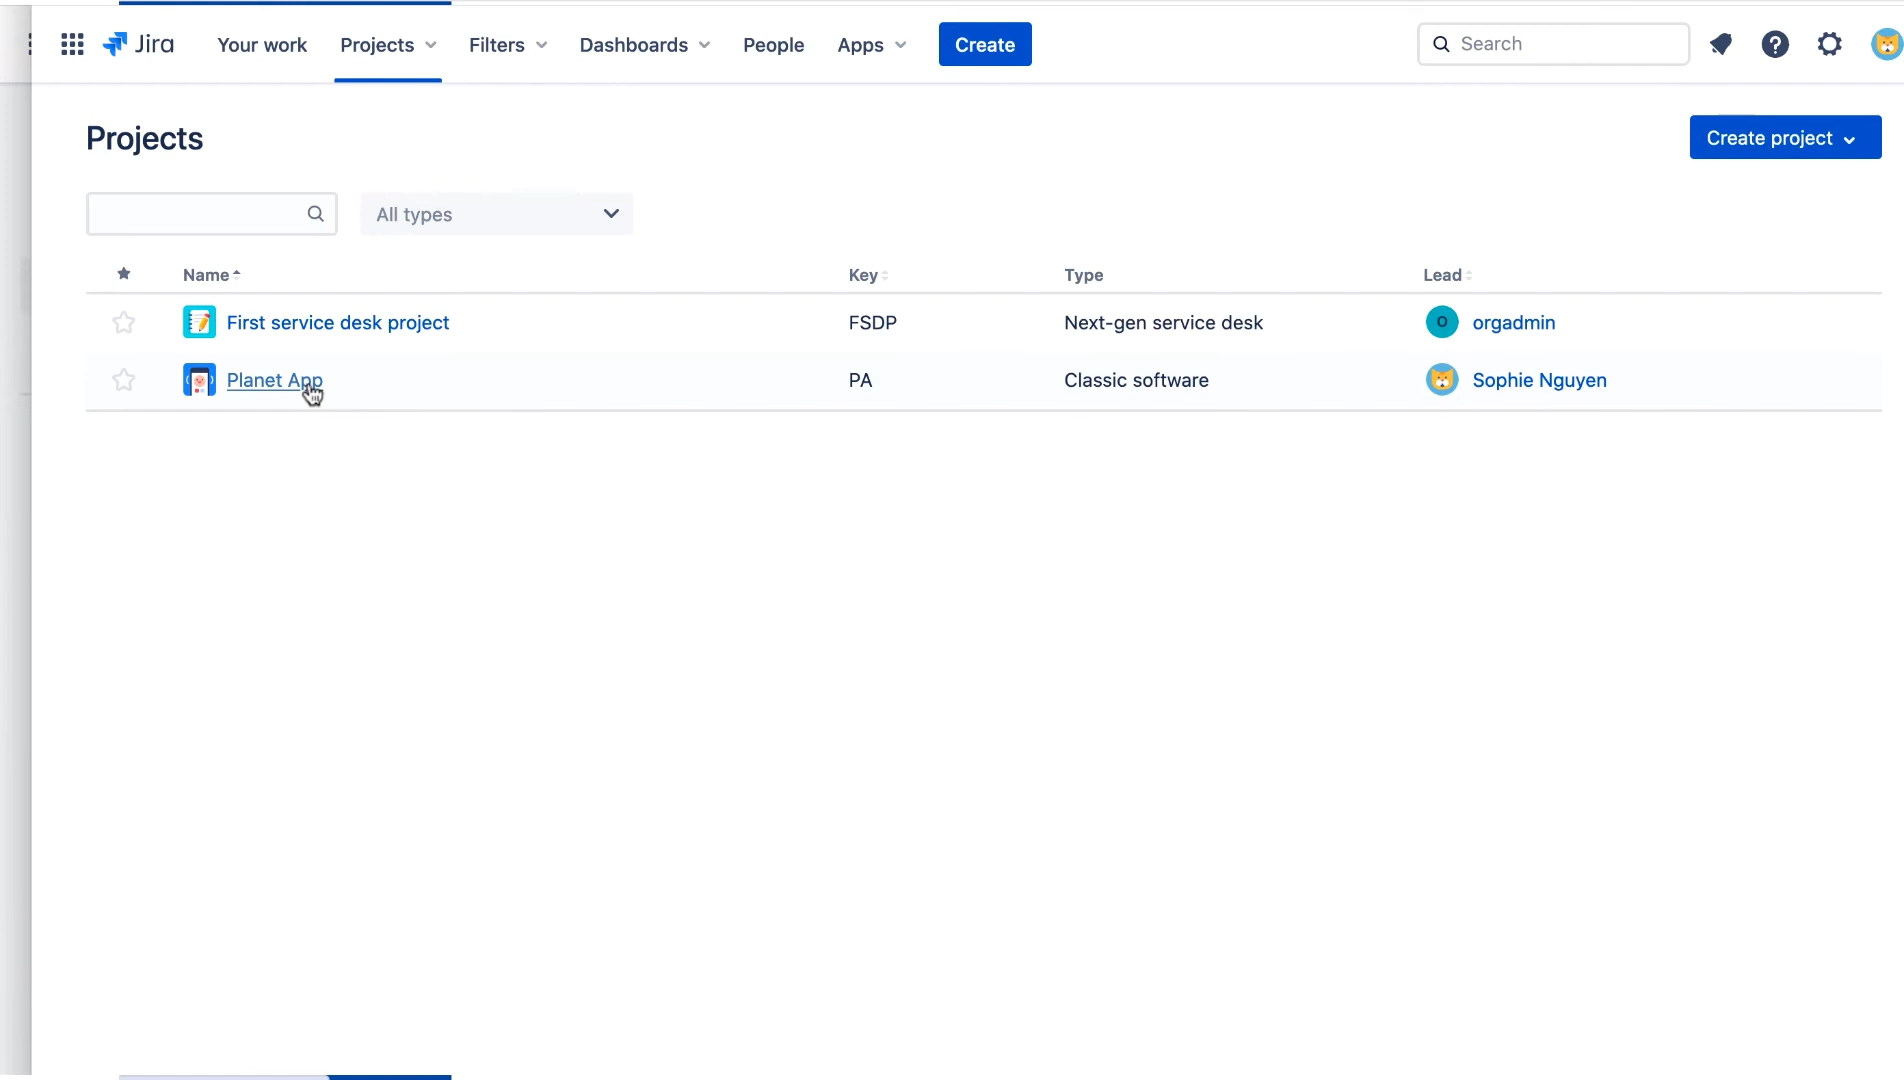 Jira Your work Projects Filters Dashboards People Apps Create Search
Projects
Create project
All types
Name Key Type Lead
First service desk project FSDP Next-gen service desk O orgadmin
Planet App PA Classic software Sophie Nguyen